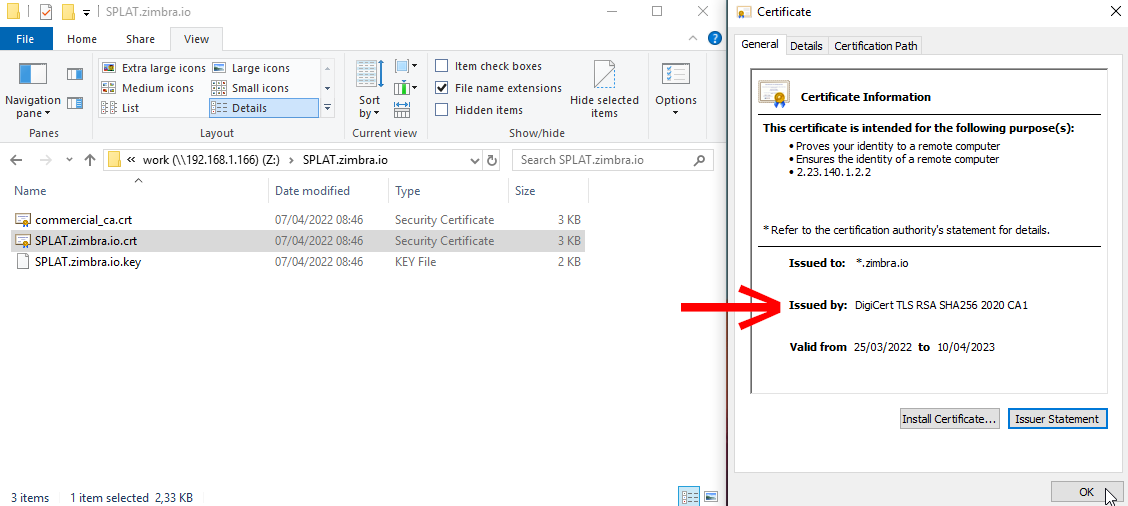 SPLAT.zimbra.io
File
Home
Share
View
Extra large icons
Large icons
Medium icons
Small icons
List
Details
Navigation pane
Panes
Layout
Sort by
Current view
Item check boxes
File name extensions
Hidden items
Hide selected items
Show/hide
Options
« work (\\192.168.1.166) (Z:) > SPLAT.zimbra.io
Search SPLAT.zimbra.io
Name Date modified Type Size
commercial_ca.crt 07/04/2022 08:46 Security Certificate 3 KB
SPLAT.zimbra.io.crt 07/04/2022 08:46 Security Certificate 3 KB
SPLAT.zimbra.io.key 07/04/2022 08:46 KEY File 2 KB
3 items 1 item selected 2,33 KB
Certificate
General Details Certification Path
Certificate Information
This certificate is intended for the following purpose(s):
• Proves your identity to a remote computer
• Ensures the identity of a remote computer
• 2.23.140.1.2.2
* Refer to the certification authority's statement for details.
Issued to: *.zimbra.io
Issued by: DigiCert TLS RSA SHA256 2020 CA1
Valid from 25/03/2022 to 10/04/2023
Install Certificate... Issuer Statement
OK